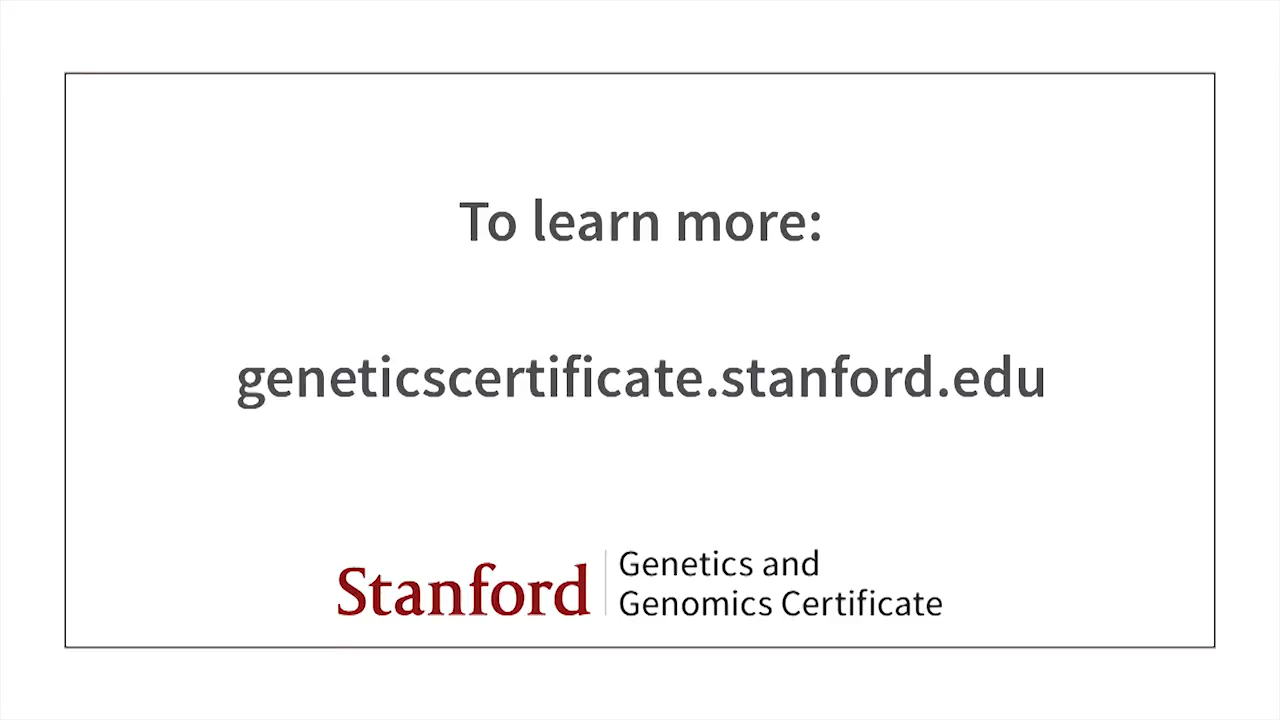 To learn more:
geneticscertificate.stanford.edu
Stanford
Genetics and
Genomics Certificate